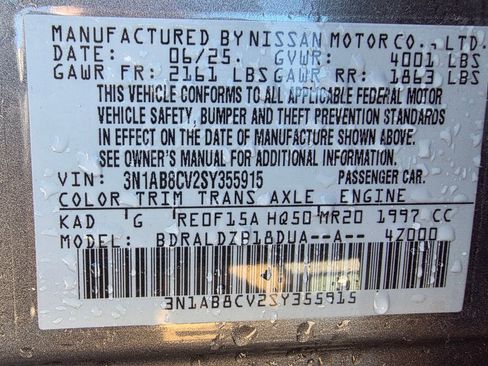 MANUFACTURED BY NISSAN MOTOR CO., LTD.
DATE: 06/25. GVWR: 4001 LBS
GAWR FR: 2161 LBS GAWR RR: 1863 LBS
THIS VEHICLE CONFORMS TO ALL APPLICABLE FEDERAL MOTOR
VEHICLE SAFETY, BUMPER AND THEFT PREVENTION STANDARDS
IN EFFECT ON THE DATE OF MANUFACTURE SHOWN ABOVE.
SEE OWNER'S MANUAL FOR ADDITIONAL INFORMATION.
VIN: 3N1AB8CV2SY355915 PASSENGER CAR.
COLOR TRIM TRANS AXLE ENGINE
KAD G RE0F15A HQ50 MR20 1997 CC
MODEL: BDRALDZB18DUA--A-- 4Z000
3N1AB8CV2SY355915